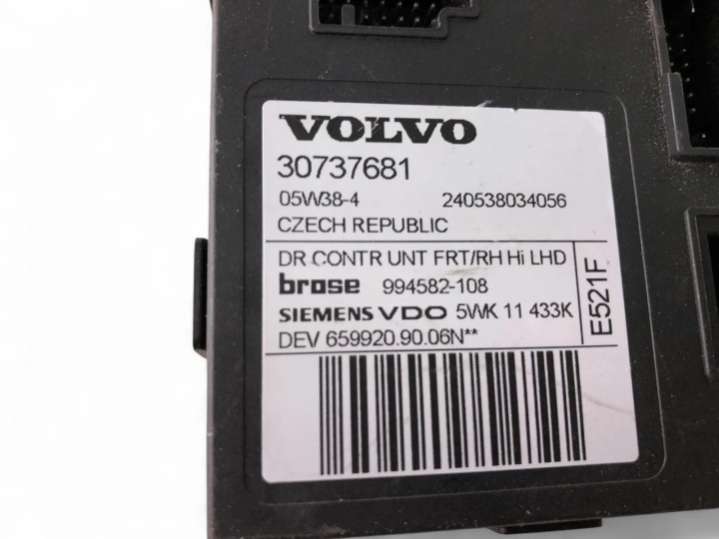 VOLVO
30737681
05W38-4 240538034056
CZECH REPUBLIC
DR CONTR UNT FRT/RH Hi LHD
brose 994582-108
SIEMENS VDO 5WK 11 433K
DEV 659920.90.06N**
E521F